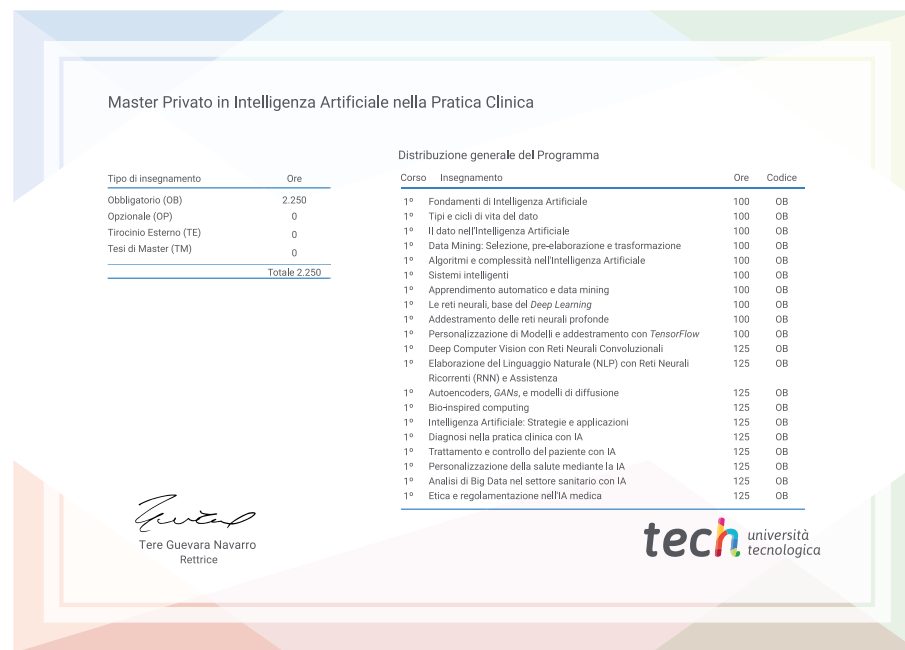 Master Privato in Intelligenza Artificiale nella Pratica Clinica
Tipo di insegnamento Ore
Obbligatorio (OB) 2.250
Opzionale (OP) 0
Tirocinio Esterno (TE) 0
Tesi di Master (TM) 0
Totale 2.250
Distribuzione generale del Programma
Corso Insegnamento Ore Codice
1º Fondamenti di Intelligenza Artificiale 100 OB
1º Tipi e cicli di vita del dato 100 OB
1º Il dato nell'Intelligenza Artificiale 100 OB
1º Data Mining: Selezione, pre-elaborazione e trasformazione 100 OB
1º Algoritmi e complessità nell'Intelligenza Artificiale 100 OB
1º Sistemi intelligenti 100 OB
1º Apprendimento automatico e data mining 100 OB
1º Le reti neurali, base del Deep Learning 100 OB
1º Addestramento delle reti neurali profonde 100 OB
1º Personalizzazione di Modelli e addestramento con TensorFlow 100 OB
1º Deep Computer Vision con Reti Neurali Convoluzionali 125 OB
1º Elaborazione del Linguaggio Naturale (NLP) con Reti Neurali 125 OB
Ricorrenti (RNN) e Assistenza
1º Autoencoders, GANs, e modelli di diffusione 125 OB
1º Bio-inspired computing 125 OB
1º Intelligenza Artificiale: Strategie e applicazioni 125 OB
1º Diagnosi nella pratica clinica con IA 125 OB
1º Trattamento e controllo del paziente con IA 125 OB
1º Personalizzazione della salute mediante la IA 125 OB
1º Analisi di Big Data nel settore sanitario con IA 125 OB
1º Etica e regolamentazione nell'IA medica 125 OB
Tere Guevara Navarro
Rettrice
tech università
tecnologica